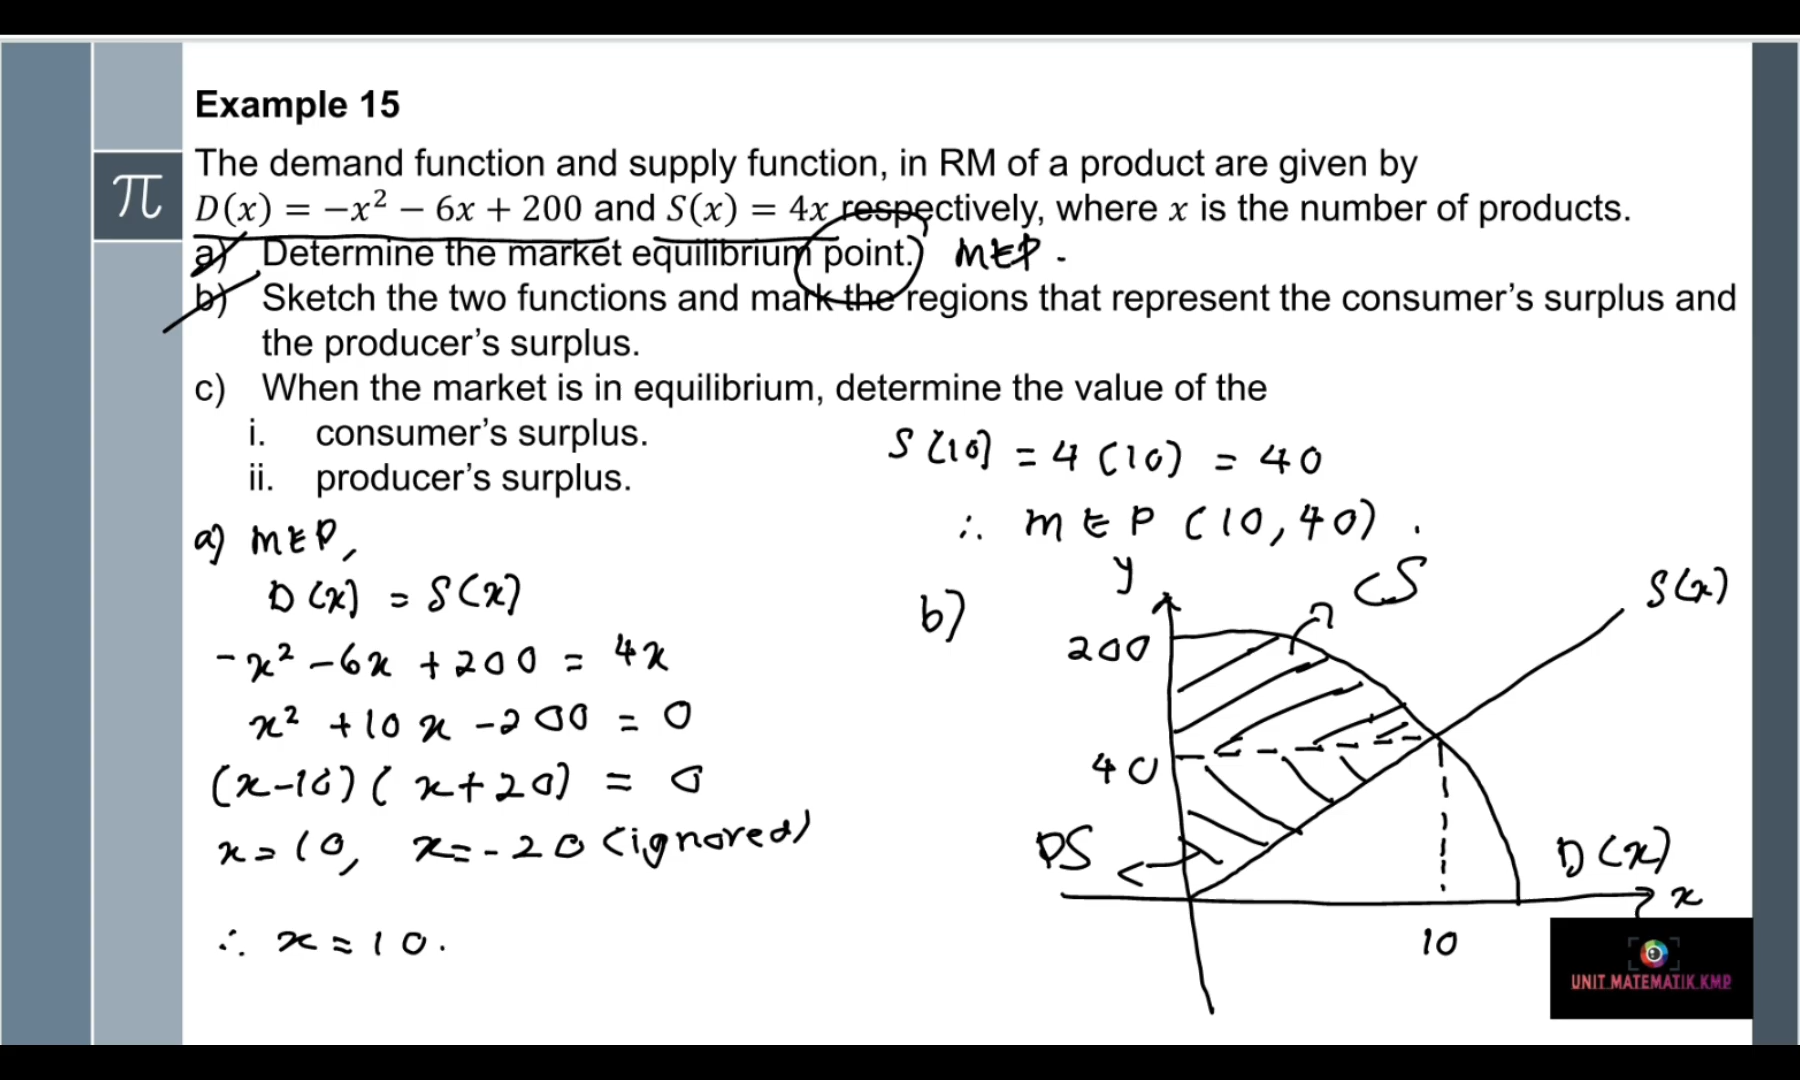 Example 15
The demand function and supply function, in RM of a product are given by
D(x) = −x² − 6x + 200 and S(x) = 4x respectively, where x is the number of products.
a) Determine the market equilibrium point. MEP.
b) Sketch the two functions and mark the regions that represent the consumer's surplus and
the producer's surplus.
c) When the market is in equilibrium, determine the value of the
i. consumer's surplus.
ii. producer's surplus.
π
S(10) = 4(10) = 40
∴ MEP (10,40).
a) MEP,
D(x) = S(x)
-x² -6x +200 = 4x
x² +10x -200 = 0
(x-10)(x+20) = 0
x=10, x=-20 (ignored)
∴ x=10.
b)
y
CS
S(x)
200
40
PS
D(x)
x
10
UNIT MATEMATIK KMP